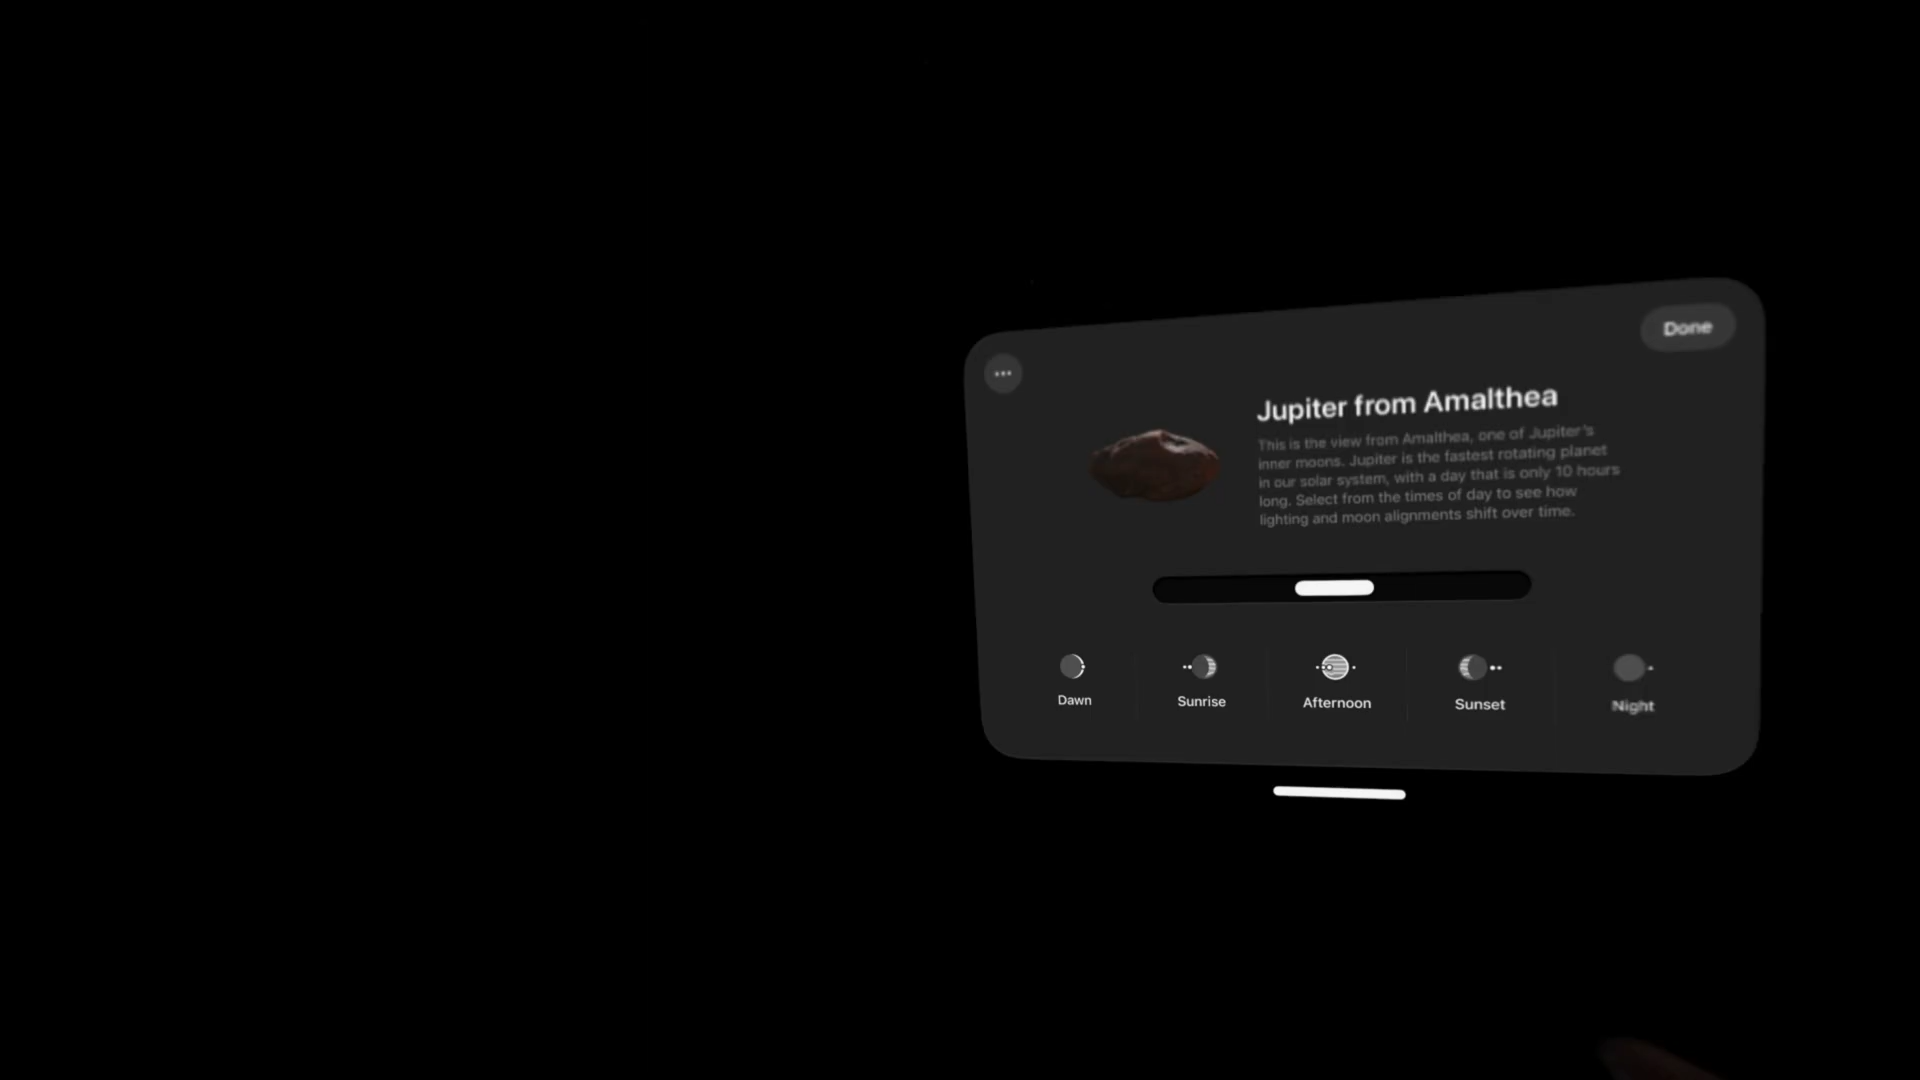 Done
Jupiter from Amalthea
This is the view from Amalthea, one of Jupiter's
inner moons. Jupiter is the fastest rotating planet
in our solar system, with a day that is only 10 hours
long. Select from the times of day to see how
lighting and moon alignments shift over time.
Dawn
Sunrise
Afternoon
Sunset
Night